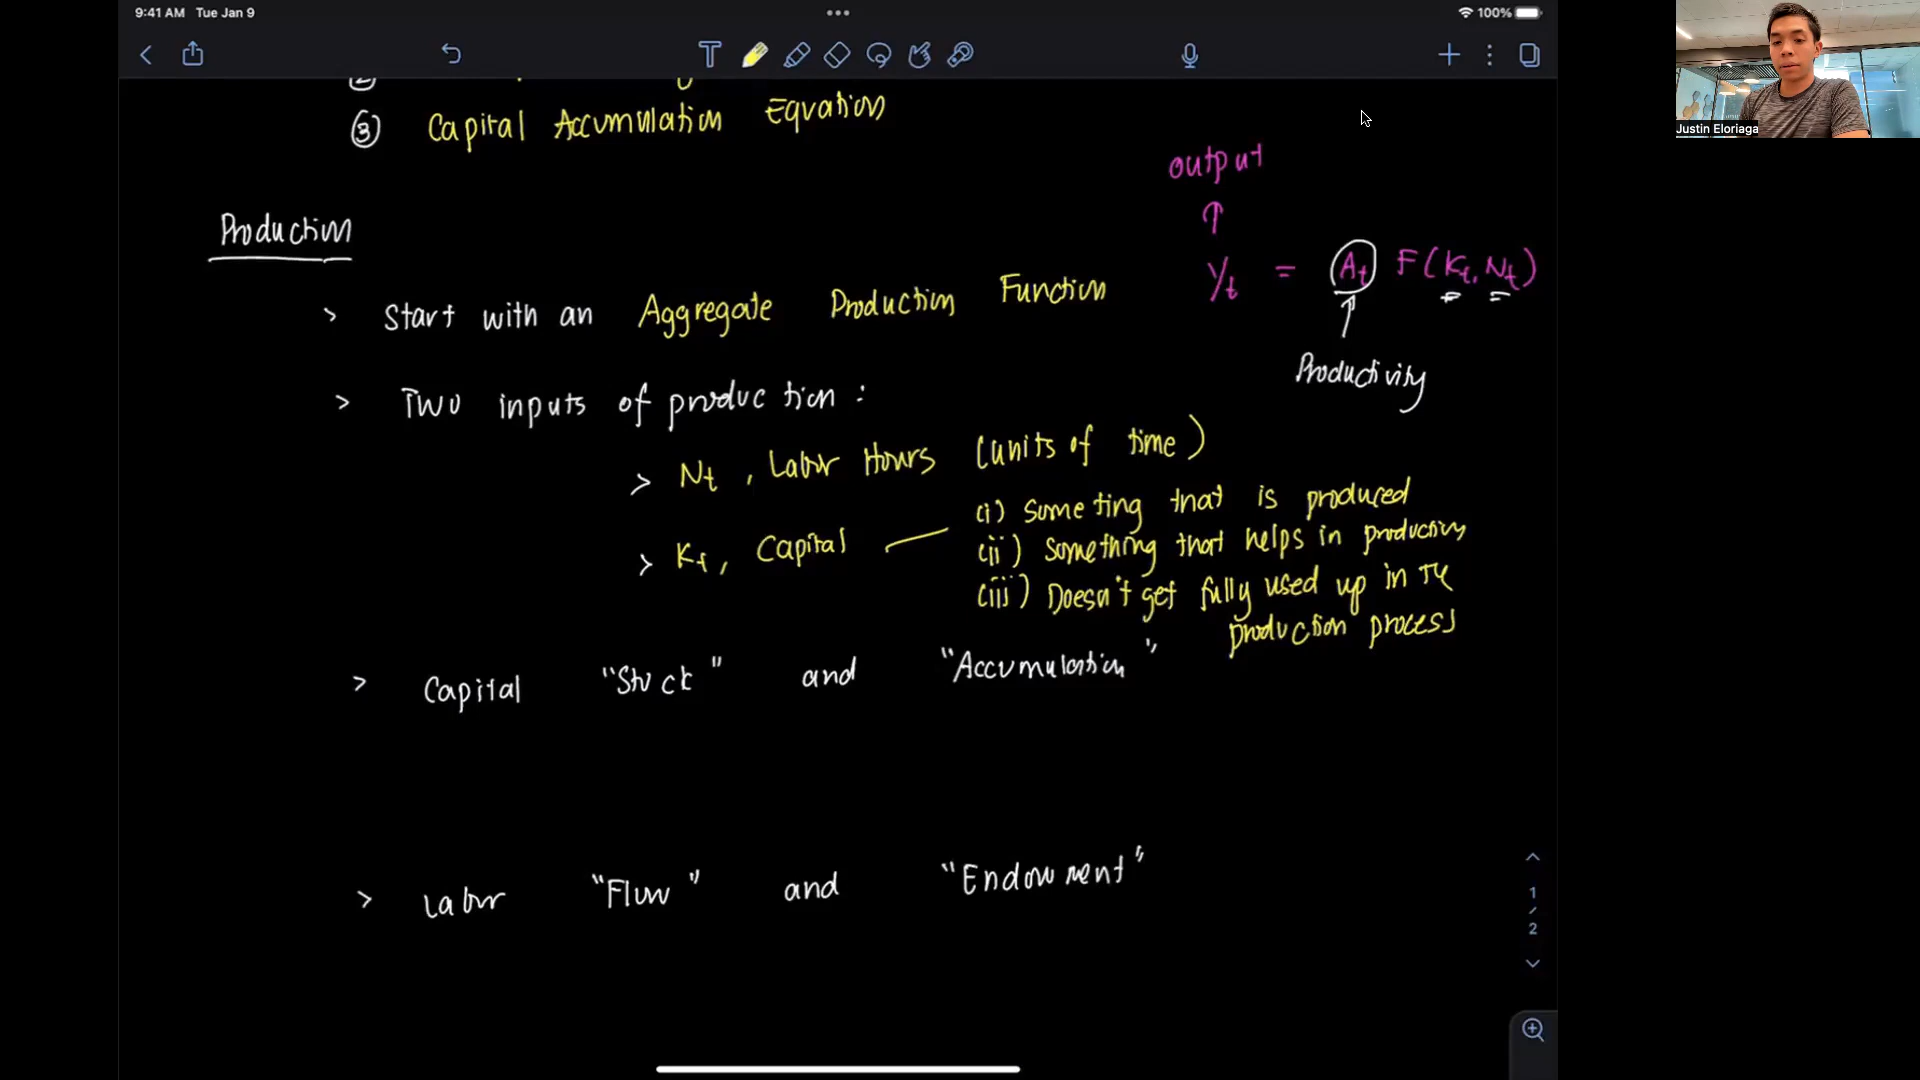 9:41 AM Tue Jan 9
100%
Justin Eloriaga
③ Capital Accumulation Equation
output
↑
Production
Yt = At F(Kt, Nt)
> Start with an Aggregate Production Function
Productivity
> Two inputs of production :
> Nt, Labor Hours (units of time)
(i) Someting that is produced
> Kt, Capital — (ii) Something that helps in production
(iii) Doesn't get fully used up in the
production process
> Capital "Stock" and "Accumulation"
> Labor "Flow" and "Endowment"
1
/
2